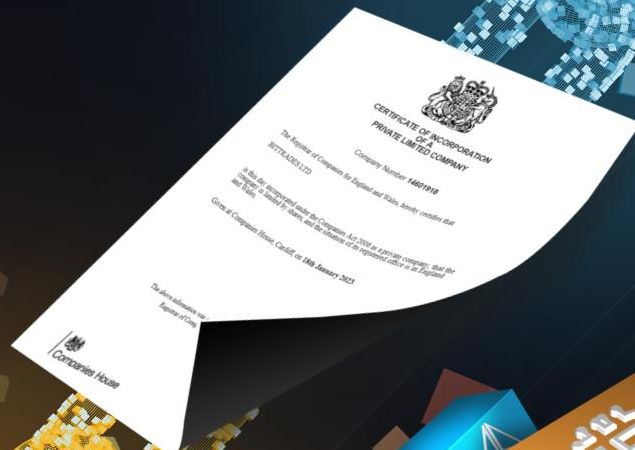 CERTIFICATE OF INCORPORATION
OF A
PRIVATE LIMITED COMPANY
Company Number 14601918
The Registrar of Companies for England and Wales, hereby certifies that
BITTRADES LTD
is this day incorporated under the Companies Act 2006 as a private company, that the
company is limited by shares, and the situation of its registered office is in England
and Wales.
Given at Companies House, Cardiff, on 18th January 2023
The above information was
Registrar of Comp
Companies House